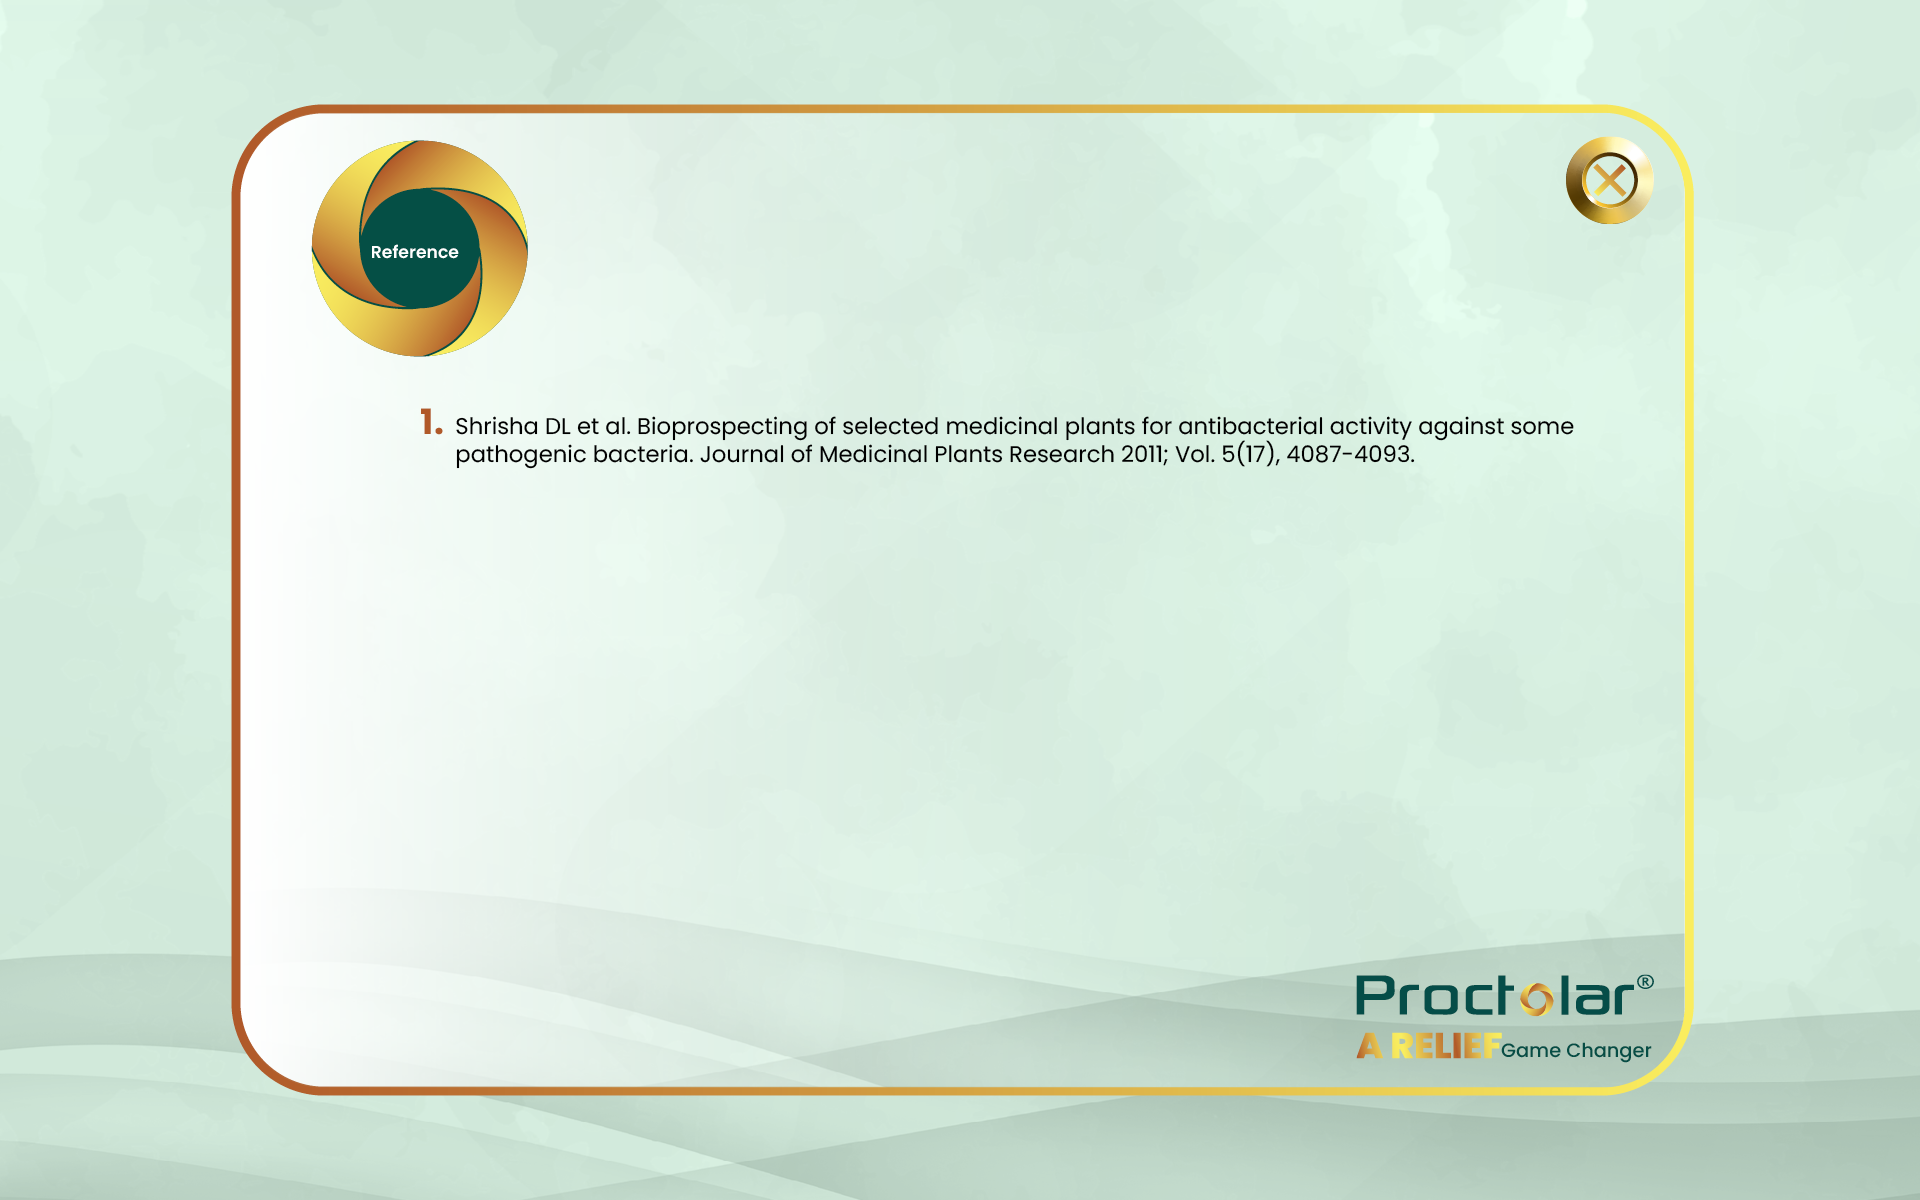 Reference
1. Shrisha DL et al. Bioprospecting of selected medicinal plants for antibacterial activity against some
pathogenic bacteria. Journal of Medicinal Plants Research 2011; Vol. 5(17), 4087-4093.
Proctolar®
A RELIEF Game Changer